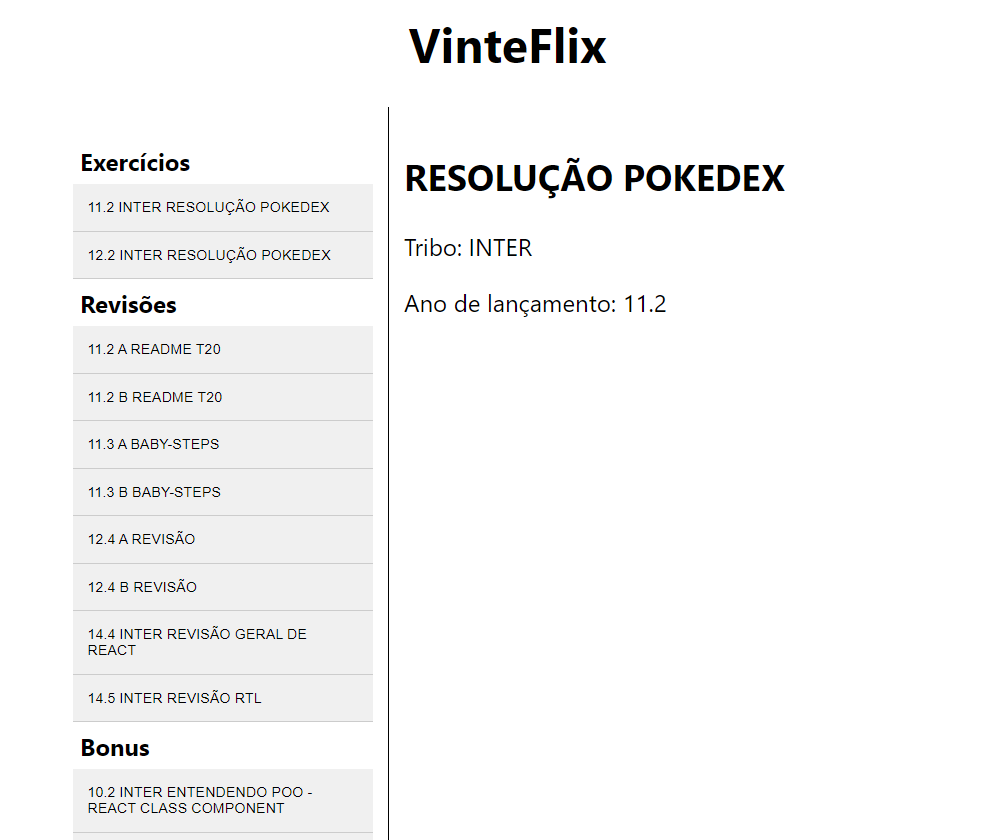 VinteFlix
Exercícios
11.2 INTER RESOLUÇÃO POKEDEX
12.2 INTER RESOLUÇÃO POKEDEX
Revisões
11.2 A README T20
11.2 B README T20
11.3 A BABY-STEPS
11.3 B BABY-STEPS
12.4 A REVISÃO
12.4 B REVISÃO
14.4 INTER REVISÃO GERAL DE
REACT
14.5 INTER REVISÃO RTL
Bonus
10.2 INTER ENTENDENDO POO -
REACT CLASS COMPONENT
RESOLUÇÃO POKEDEX
Tribo: INTER
Ano de lançamento: 11.2